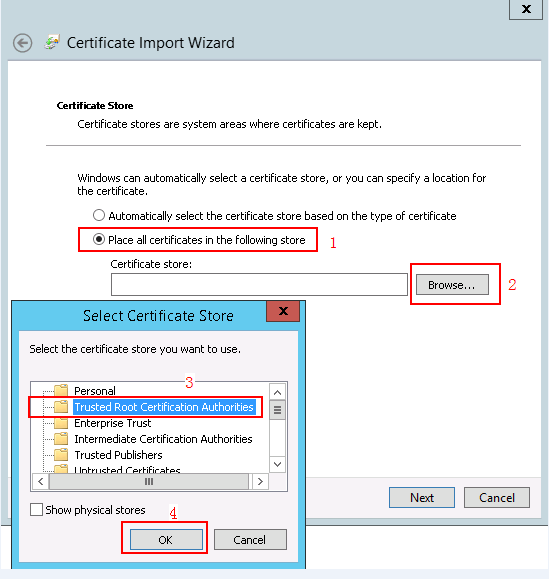 x
Certificate Import Wizard
Certificate Store
Certificate stores are system areas where certificates are kept.
Windows can automatically select a certificate store, or you can specify a location for
the certificate.
Automatically select the certificate store based on the type of certificate
Place all certificates in the following store
1
Certificate store:
Browse...
2
Select Certificate Store
x
Select the certificate store you want to use.
3
Personal
Trusted Root Certification Authorities
Enterprise Trust
Intermediate Certification Authorities
Trusted Publishers
Untrusted Certificates
Show physical stores
4
OK
Cancel
Next
Cancel